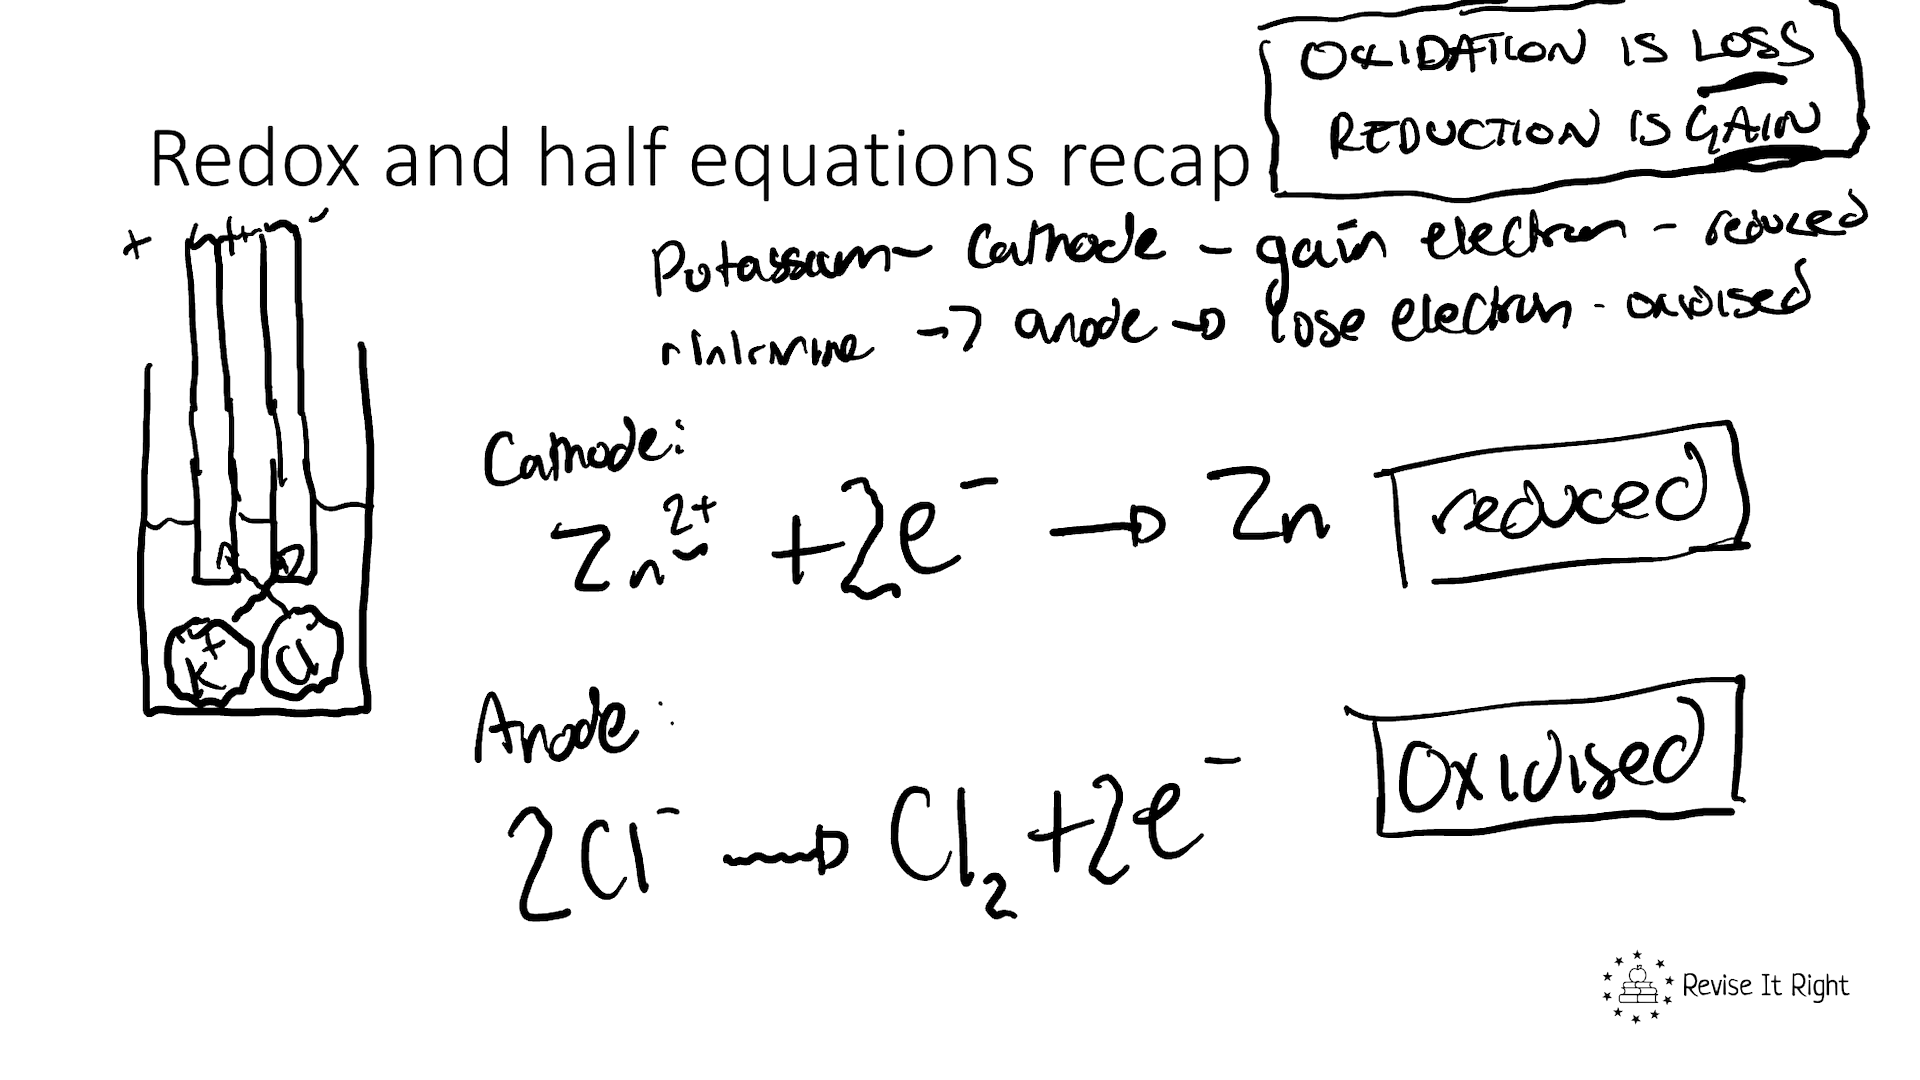 OXIDATION IS LOSS
REDUCTION IS GAIN
Redox and half equations recap
+ -
Potassium - Cathode - gain electron - reduced
→ anode → lose electron - oxidised
Cathode:
Zn²⁺ + 2e⁻ → Zn reduced
K⁺ Cl
Anode:
2Cl⁻ → Cl₂ + 2e⁻ Oxidised
Revise It Right